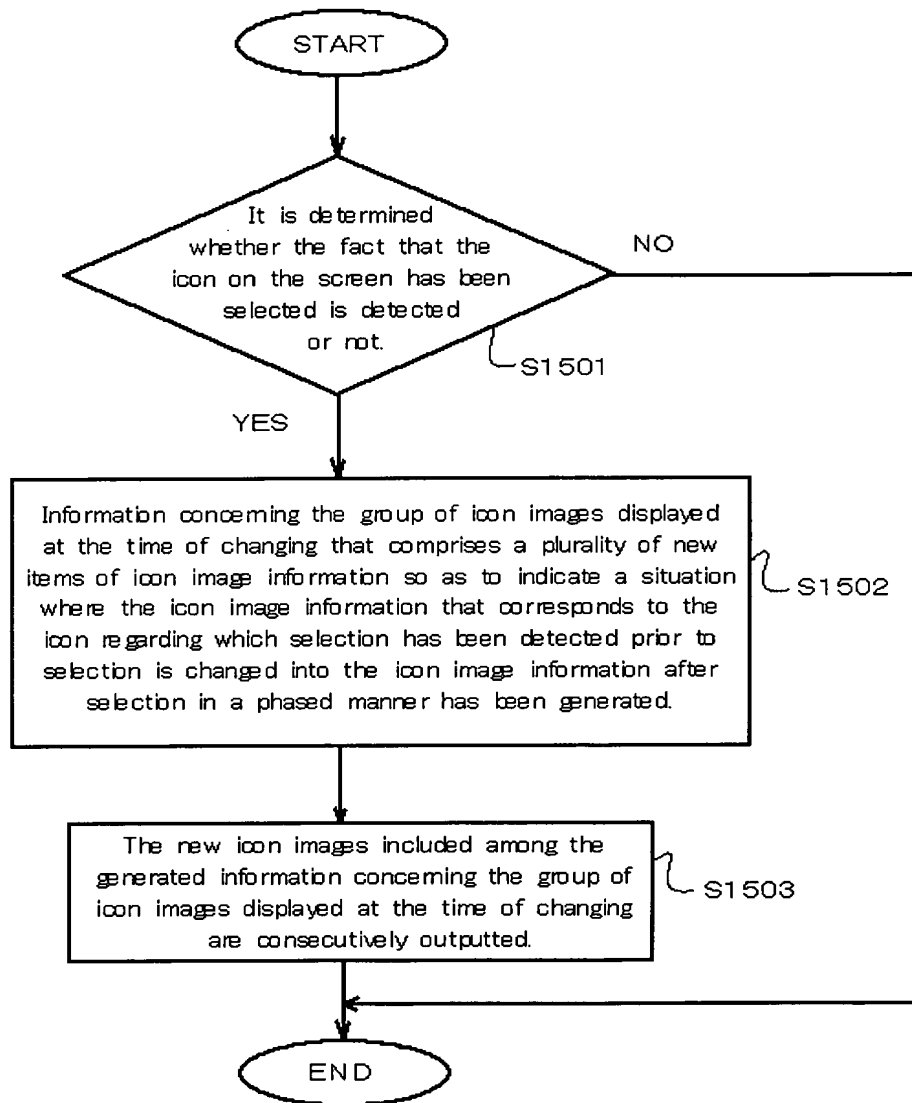 START
It is determined
whether the fact that the
icon on the screen has been
selected is detected
or not.
NO
S1501
YES
Information concerning the group of icon images displayed
at the time of changing that comprises a plurality of new
items of icon image information so as to indicate a situation
where the icon image information that corresponds to the
icon regarding which selection has been detected prior to
selection is changed into the icon image information after
selection in a phased manner has been generated.
S1502
The new icon images included among the
generated information concerning the group of
icon images displayed at the time of changing
are consecutively outputted.
S1503
END